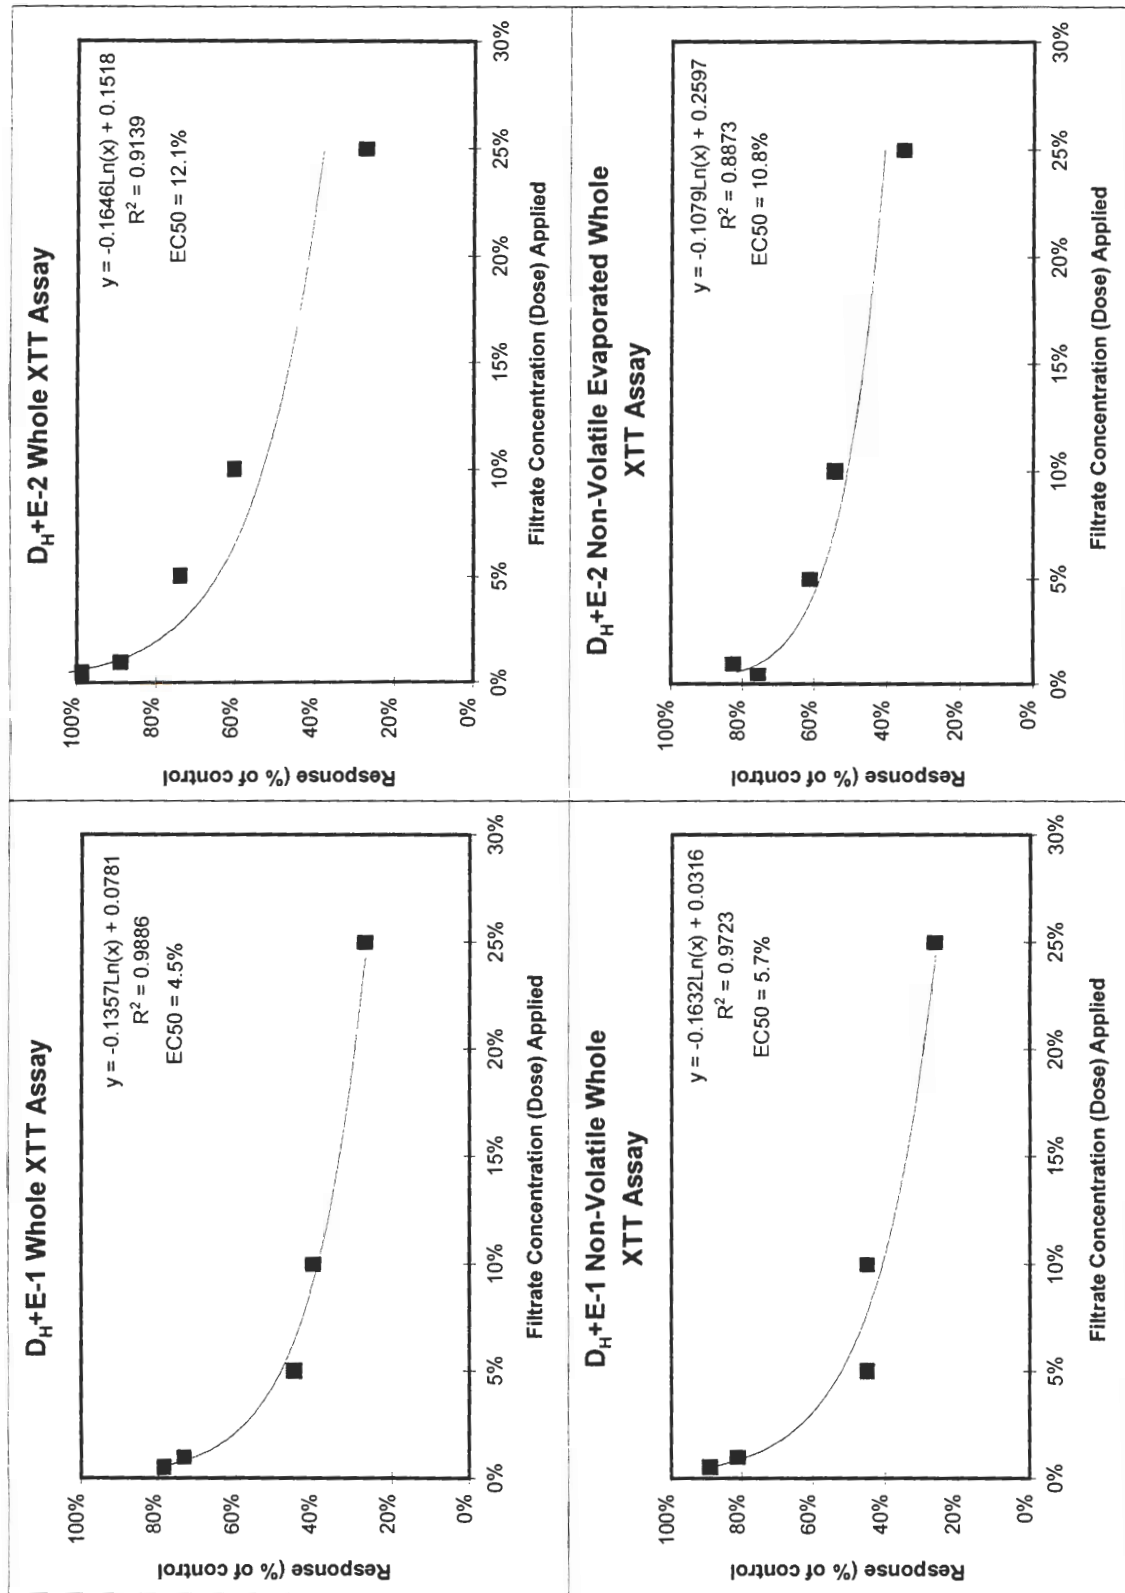 D_H+E-1 Whole XTT Assay
y = -0.1357Ln(x) + 0.0781
R² = 0.9886
EC50 = 4.5%
Response (% of control)
100%
80%
60%
40%
20%
0%
0%
5%
10%
15%
20%
25%
30%
Filtrate Concentration (Dose) Applied
D_H+E-2 Whole XTT Assay
y = -0.1646Ln(x) + 0.1518
R² = 0.9139
EC50 = 12.1%
Response (% of control)
100%
80%
60%
40%
20%
0%
0%
5%
10%
15%
20%
25%
30%
Filtrate Concentration (Dose) Applied
D_H+E-1 Non-Volatile Whole
XTT Assay
y = -0.1632Ln(x) + 0.0316
R² = 0.9723
EC50 = 5.7%
Response (% of control)
100%
80%
60%
40%
20%
0%
0%
5%
10%
15%
20%
25%
30%
Filtrate Concentration (Dose) Applied
D_H+E-2 Non-Volatile Evaporated Whole
XTT Assay
y = -0.1079Ln(x) + 0.2597
R² = 0.8873
EC50 = 10.8%
Response (% of control)
100%
80%
60%
40%
20%
0%
0%
5%
10%
15%
20%
25%
30%
Filtrate Concentration (Dose) Applied